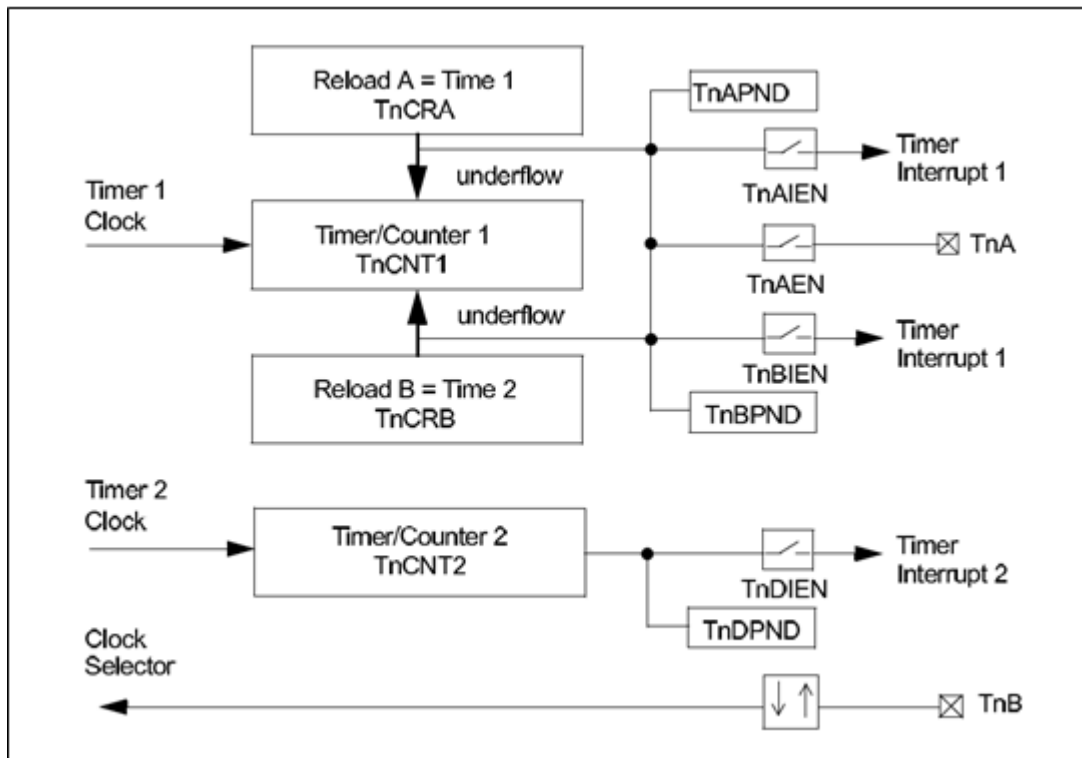 Reload A = Time 1
TnCRA
TnAPND
Timer
Interrupt 1
underflow
TnAIEN
Timer 1
Clock
Timer/Counter 1
TnCNT1
TnA
TnAEN
underflow
Timer
Interrupt 1
TnBIEN
Reload B = Time 2
TnCRB
TnBPND
Timer 2
Clock
Timer/Counter 2
TnCNT2
Timer
Interrupt 2
TnDIEN
TnDPND
Clock
Selector
TnB